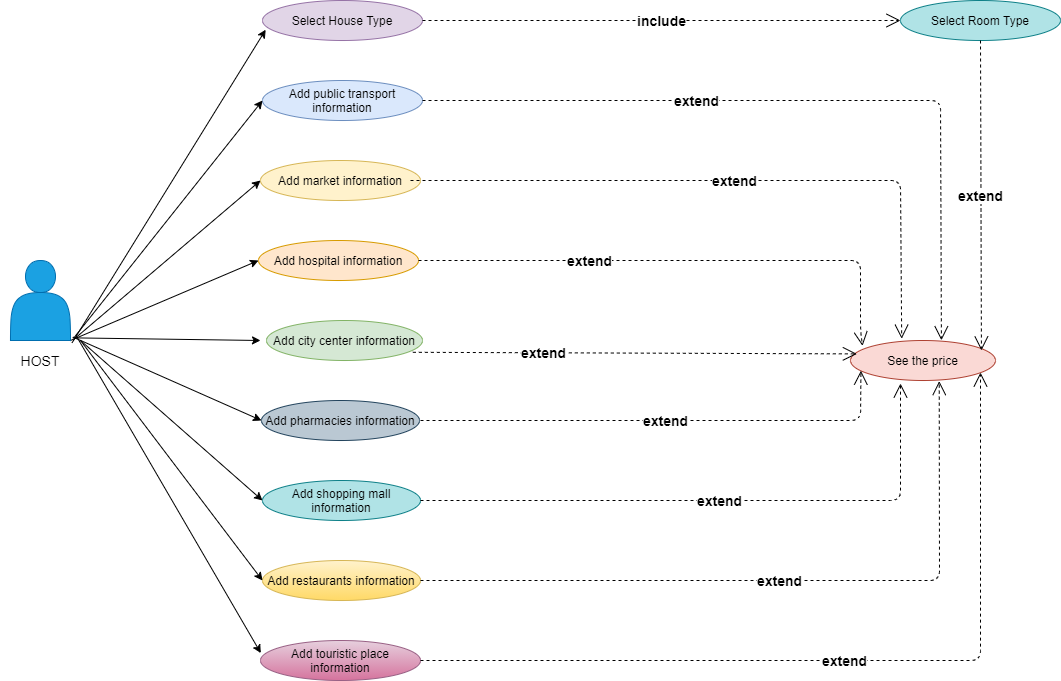 Select House Type
include
Select Room Type
Add public transport
information
extend
Add market information
extend
extend
Add hospital information
extend
HOST
Add city center information
extend
See the price
Add pharmacies information
extend
Add shopping mall
information
extend
Add restaurants information
extend
Add touristic place
information
extend